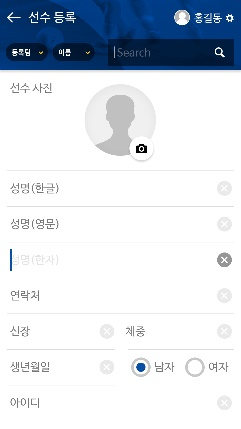 선수 등록
홍길동
등록팀 이름 Search
선수 사진
성명(한글)
성명(영문)
성명(한자)
연락처
신장 체중
생년월일 남자 여자
아이디